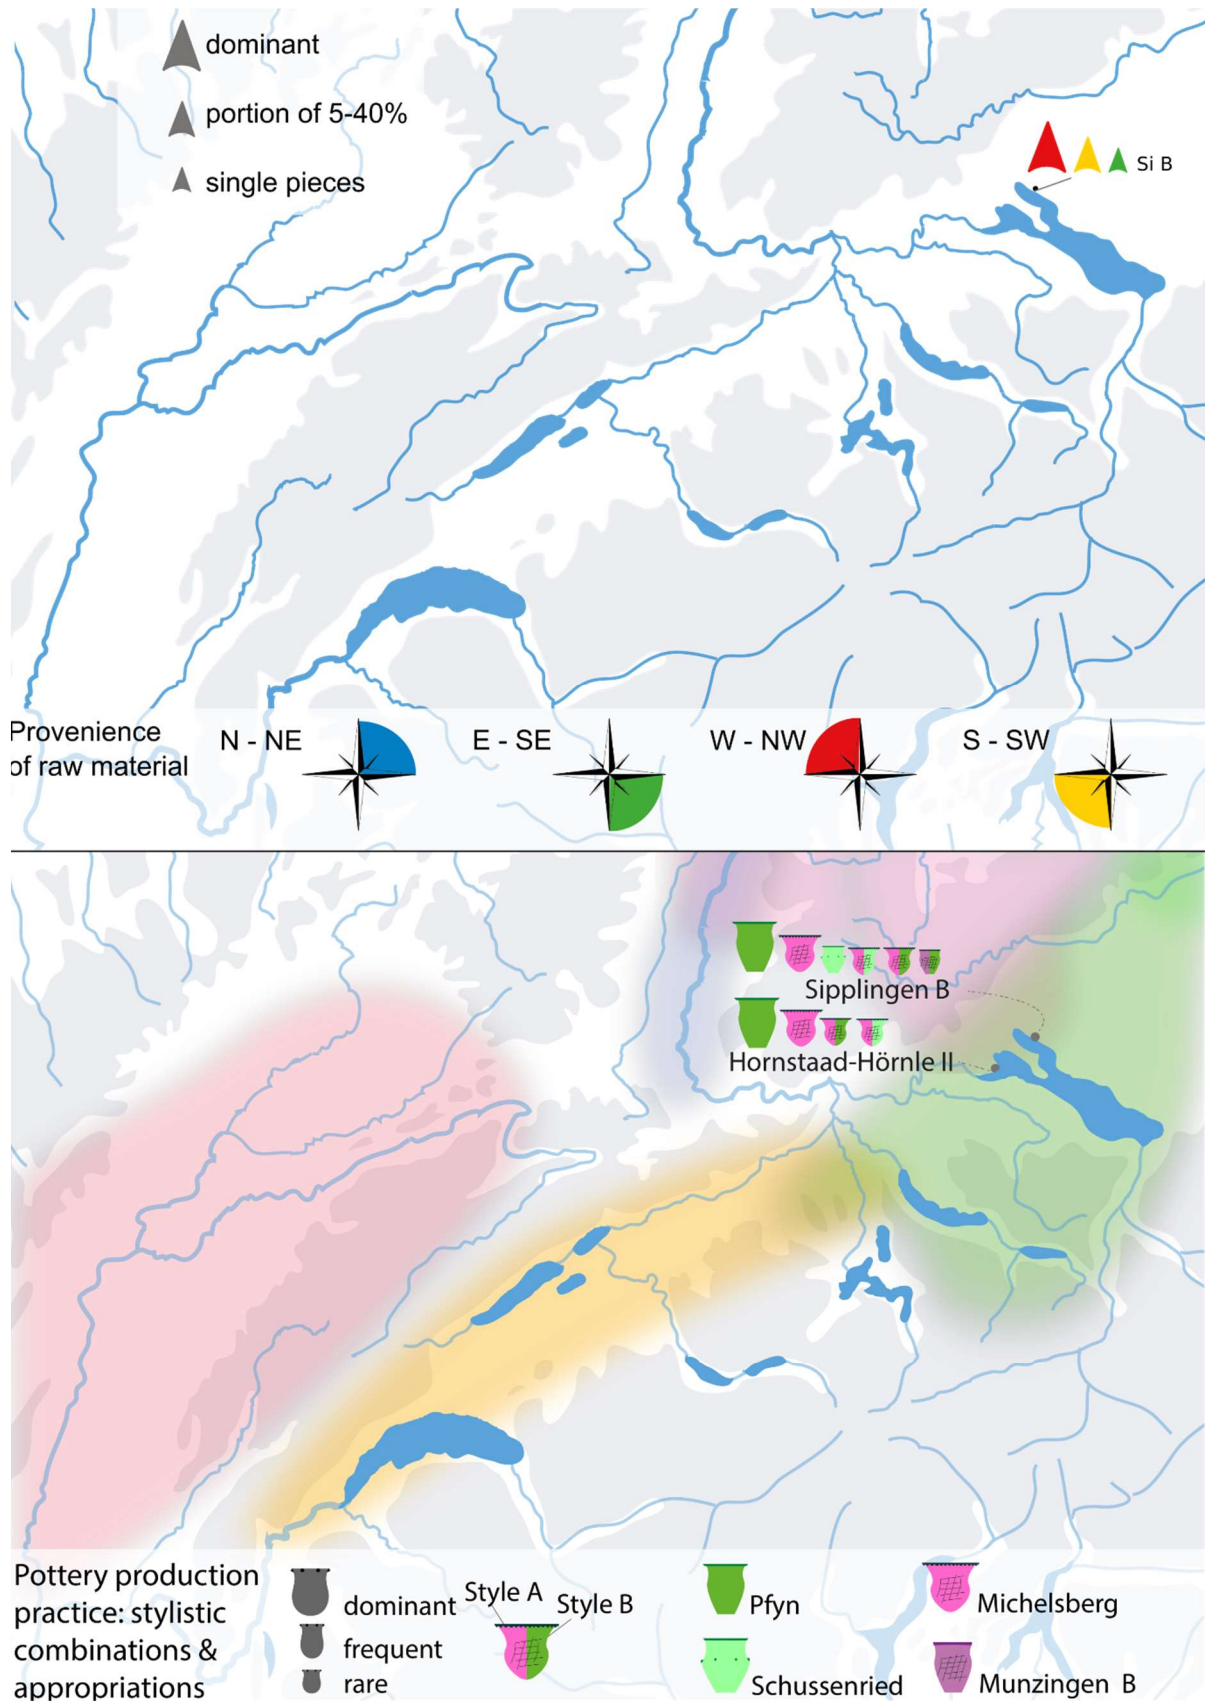 dominant
portion of 5-40%
single pieces
Si B
Provenience
of raw material
N - NE
E - SE
W - NW
S - SW
Sipplingen B
Hornstaad-Hörnle II
Pottery production
practice: stylistic
combinations &
appropriations
dominant
frequent
rare
Style A
Style B
Pfyn
Schussenried
Michelsberg
Munzingen B